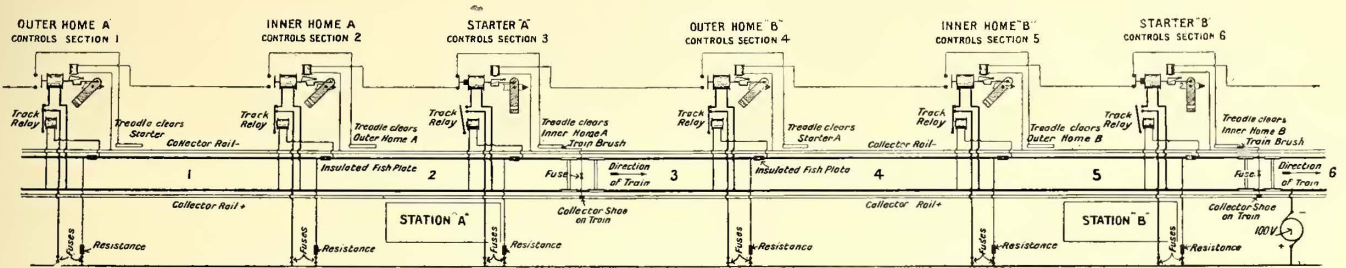 OUTER HOME A
CONTROLS SECTION 1
INNER HOME A
CONTROLS SECTION 2
STARTER "A"
CONTROLS SECTION 3
OUTER HOME "B"
CONTROLS SECTION 4
INNER HOME "B"
CONTROLS SECTION 5
STARTER "B"
CONTROLS SECTION 6
Track
Relay
Treadle clears
Starter
Track
Relay
Treadle clears
Outer Home A
Track
Relay
Treadle clears
Inner Home A
Train Brush
Track
Relay
Treadle clears
Starter A
Track
Relay
Treadle clears
Outer Home B
Track
Relay
Treadle clears
Inner Home B
Train Brush
Collector Rail-
Collector Rail-
1
Insulated Fish Plate
2
Fuse
Direction
of Train
3
Insulated Fish Plate
4
5
Fuse
Direction
of Train
6
Collector Rail+
STATION "A"
Collector Shoe
on Train
Collector Rail+
STATION "B"
Collector Shoe
on Train
Fuses
Resistance
Fuses
Resistance
Fuses
Resistance
Fuses
Resistance
Fuses
Resistance
Fuses
Resistance
100V
-
+